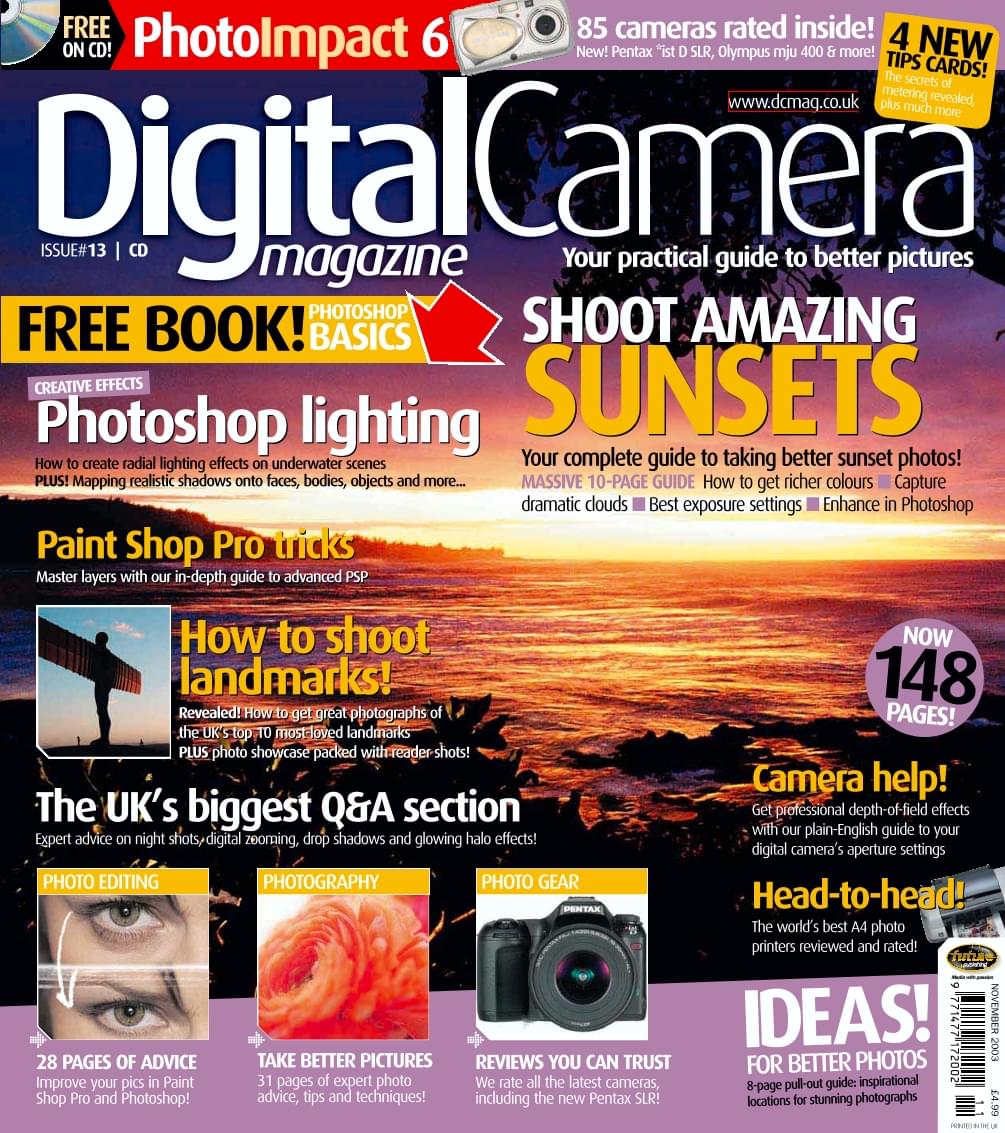 FREE
ON CD!
PhotoImpact 6
85 cameras rated inside!
New! Pentax *ist D SLR, Olympus mju 400 & more!
4 NEW
TIPS CARDS!
The secrets of
metering revealed,
plus much more
www.dcmag.co.uk
DigitalCamera
magazine
ISSUE#13 | CD
Your practical guide to better pictures
FREE BOOK!
PHOTOSHOP
BASICS
SHOOT AMAZING
SUNSETS
Your complete guide to taking better sunset photos!
MASSIVE 10-PAGE GUIDE How to get richer colours ■ Capture
dramatic clouds ■ Best exposure settings ■ Enhance in Photoshop
CREATIVE EFFECTS
Photoshop lighting
How to create radial lighting effects on underwater scenes
PLUS! Mapping realistic shadows onto faces, bodies, objects and more...
Paint Shop Pro tricks
Master layers with our in-depth guide to advanced PSP
How to shoot
landmarks!
Revealed! How to get great photographs of
the UK's top 10 most-loved landmarks
PLUS photo showcase packed with reader shots!
NOW
148
PAGES!
The UK's biggest Q&A section
Expert advice on night shots, digital zooming, drop shadows and glowing halo effects!
Camera help!
Get professional depth-of-field effects
with our plain-English guide to your
digital camera's aperture settings
Head-to-head!
The world's best A4 photo
printers reviewed and rated!
PHOTO EDITING
28 PAGES OF ADVICE
Improve your pics in Paint
Shop Pro and Photoshop!
PHOTOGRAPHY
TAKE BETTER PICTURES
31 pages of expert photo
advice, tips and techniques!
PHOTO GEAR
PENTAX
REVIEWS YOU CAN TRUST
We rate all the latest cameras,
including the new Pentax SLR!
IDEAS!
FOR BETTER PHOTOS
8-page pull-out guide: inspirational
locations for stunning photographs
future
publishing
Media with passion
9 771477 172002
11
NOVEMBER 2003 £4.99
PRINTED IN THE UK